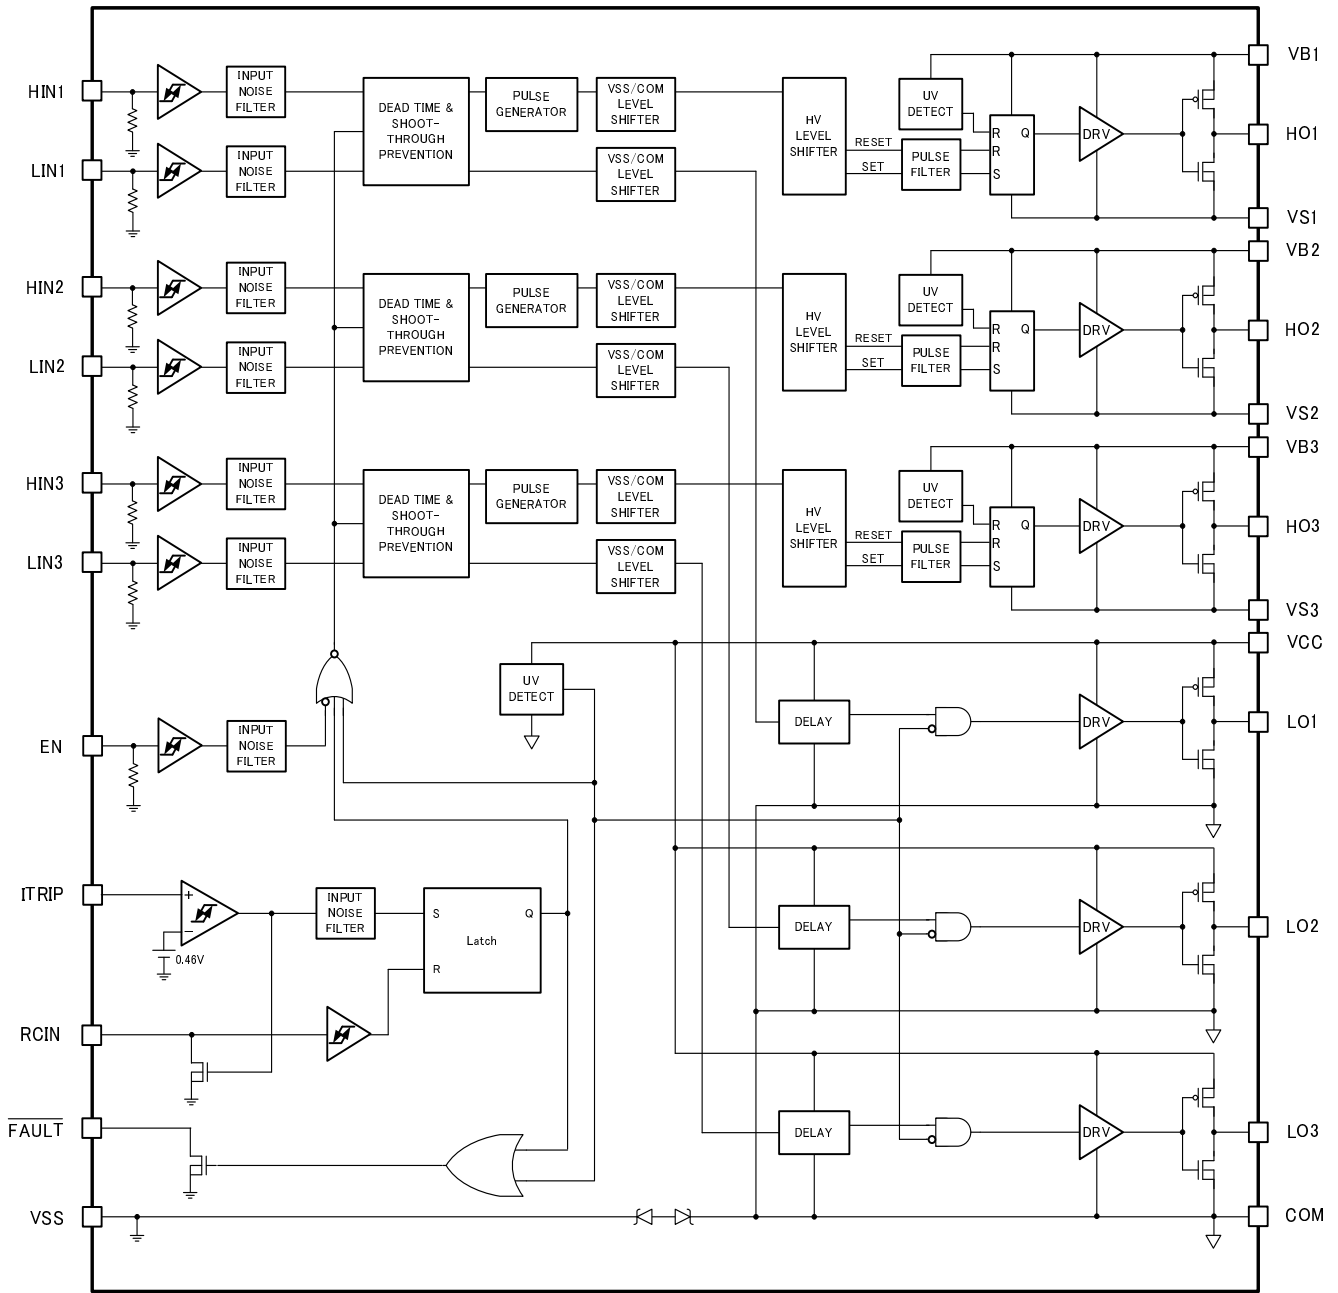 VB1
HIN1
INPUT
NOISE
FILTER
DEAD TIME &
SHOOT-
THROUGH
PREVENTION
PULSE
GENERATOR
VSS/COM
LEVEL
SHIFTER
HV
LEVEL
SHIFTER
UV
DETECT
RESET
SET
PULSE
FILTER
R
R
S
Q
DRV
HO1
LIN1
INPUT
NOISE
FILTER
VSS/COM
LEVEL
SHIFTER
VS1
VB2
HIN2
INPUT
NOISE
FILTER
DEAD TIME &
SHOOT-
THROUGH
PREVENTION
PULSE
GENERATOR
VSS/COM
LEVEL
SHIFTER
HV
LEVEL
SHIFTER
UV
DETECT
RESET
SET
PULSE
FILTER
R
R
S
Q
DRV
HO2
LIN2
INPUT
NOISE
FILTER
VSS/COM
LEVEL
SHIFTER
VS2
VB3
HIN3
INPUT
NOISE
FILTER
DEAD TIME &
SHOOT-
THROUGH
PREVENTION
PULSE
GENERATOR
VSS/COM
LEVEL
SHIFTER
HV
LEVEL
SHIFTER
UV
DETECT
RESET
SET
PULSE
FILTER
R
R
S
Q
DRV
HO3
LIN3
INPUT
NOISE
FILTER
VSS/COM
LEVEL
SHIFTER
VS3
VCC
UV
DETECT
EN
INPUT
NOISE
FILTER
DELAY
DRV
LO1
ITRIP
+
−
0.46V
INPUT
NOISE
FILTER
S
Q
Latch
R
DELAY
DRV
LO2
RCIN
FAULT
DELAY
DRV
LO3
VSS
COM